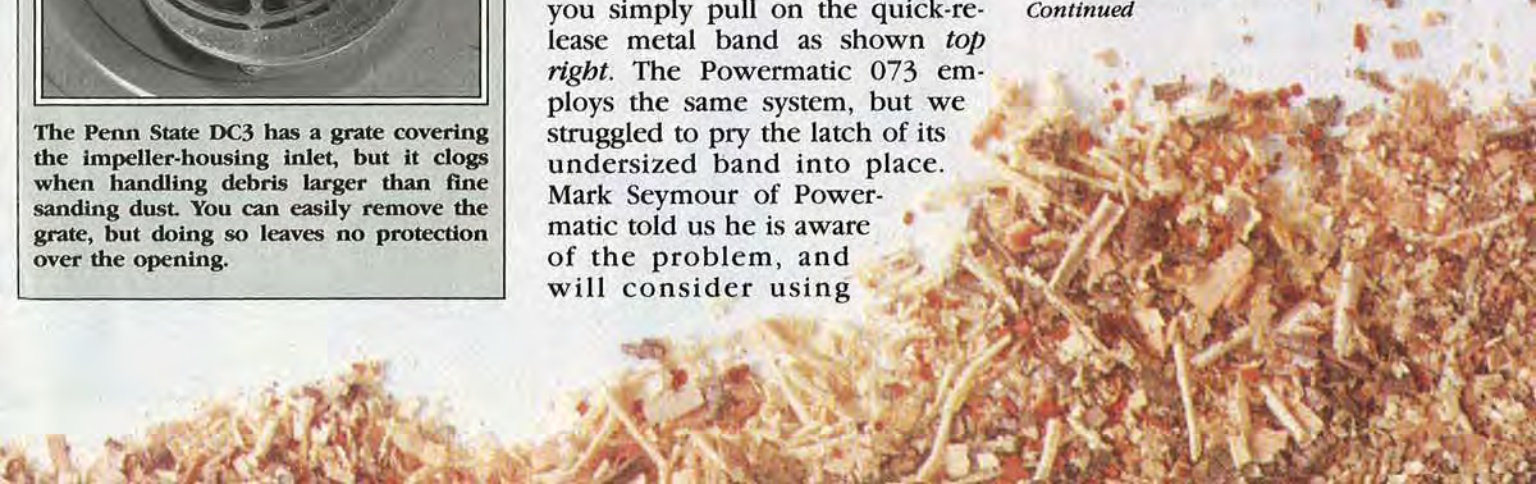 The Penn State DC3 has a grate covering
the impeller-housing inlet, but it clogs
when handling debris larger than fine
sanding dust. You can easily remove the
grate, but doing so leaves no protection
over the opening.
you simply pull on the quick-re-
lease metal band as shown top
right. The Powermatic 073 em-
ploys the same system, but we
struggled to pry the latch of its
undersized band into place.
Mark Seymour of Power-
matic told us he is aware
of the problem, and
will consider using
Continued